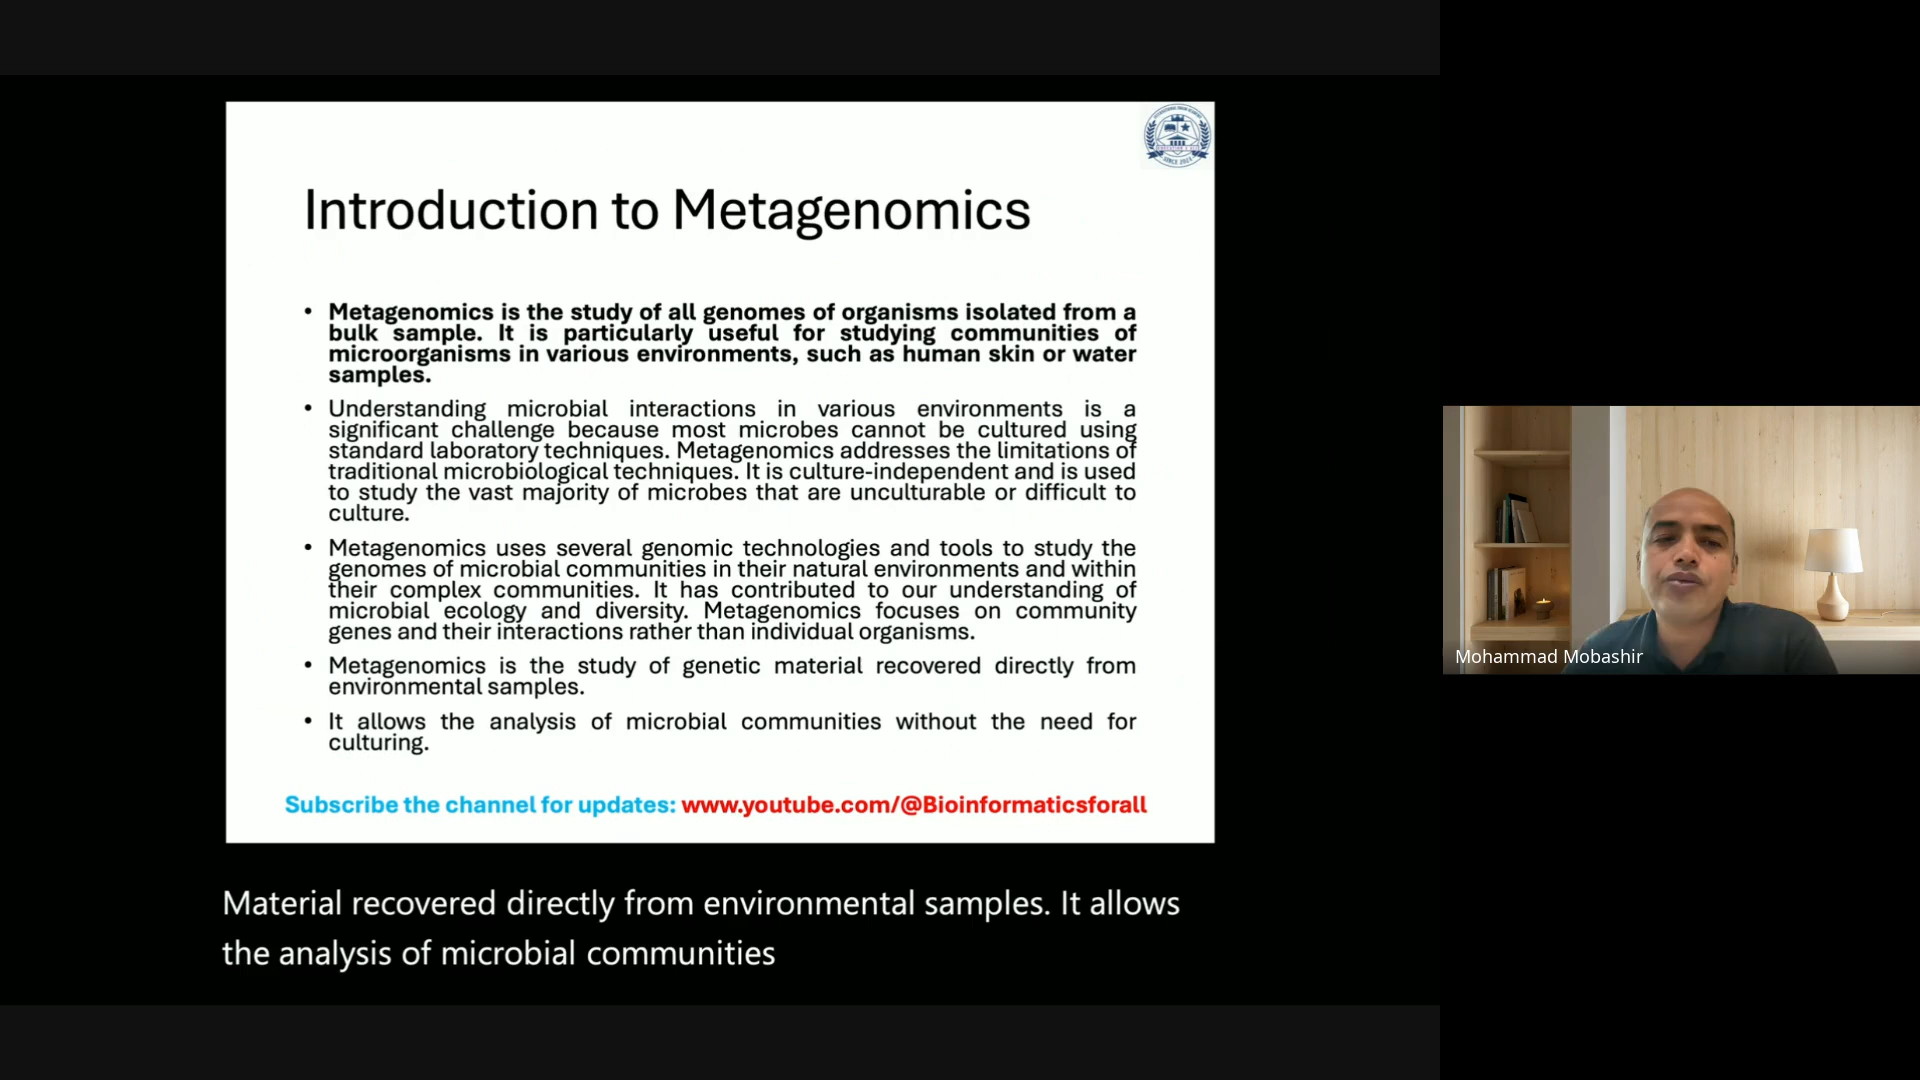 Introduction to Metagenomics
• Metagenomics is the study of all genomes of organisms isolated from a
bulk sample. It is particularly useful for studying communities of
microorganisms in various environments, such as human skin or water
samples.
• Understanding microbial interactions in various environments is a
significant challenge because most microbes cannot be cultured using
standard laboratory techniques. Metagenomics addresses the limitations of
traditional microbiological techniques. It is culture-independent and is used
to study the vast majority of microbes that are unculturable or difficult to
culture.
• Metagenomics uses several genomic technologies and tools to study the
genomes of microbial communities in their natural environments and within
their complex communities. It has contributed to our understanding of
microbial ecology and diversity. Metagenomics focuses on community
genes and their interactions rather than individual organisms.
• Metagenomics is the study of genetic material recovered directly from
environmental samples.
• It allows the analysis of microbial communities without the need for
culturing.
Subscribe the channel for updates: www.youtube.com/@Bioinformaticsforall
Mohammad Mobashir
Material recovered directly from environmental samples. It allows
the analysis of microbial communities